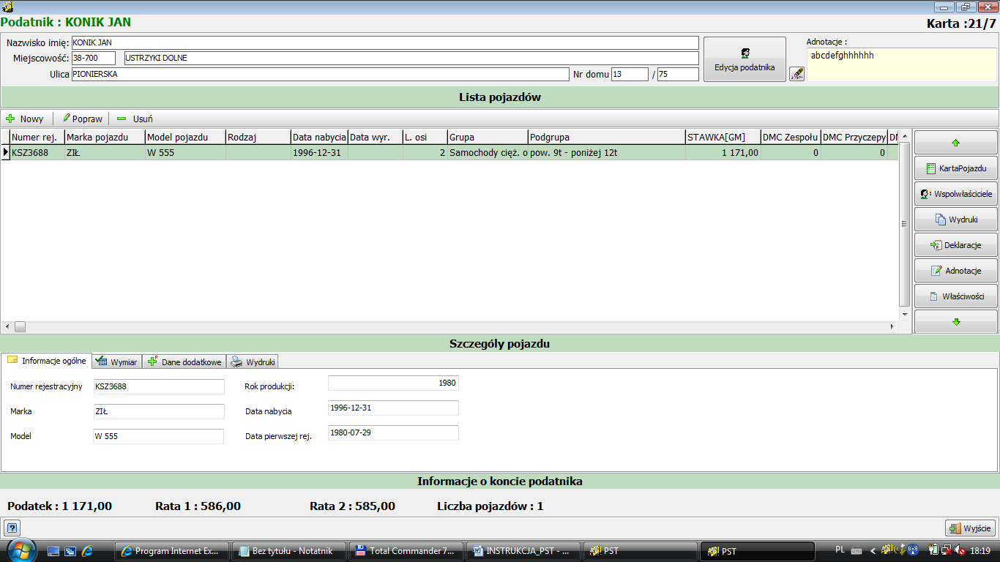 Podatnik : KONIK JAN
Karta :21/7
Nazwisko imię: KONIK JAN
Miejscowość: 38-700 USTRZYKI DOLNE
Ulica PIONIERSKA Nr domu 13 / 75
Edycja podatnika
Adnotacje :
abcdefghhhhhh
Lista pojazdów
Nowy Popraw Usuń
Numer rej. Marka pojazdu Model pojazdu Rodzaj Data nabycia Data wyr. L. osi Grupa Podgrupa STAWKA[GM] DMC Zespołu DMC Przyczepy
KSZ3688 ZIŁ W 555 1996-12-31 2 Samochody cięż. o pow. 9t - poniżej 12t 1 171,00 0 0
KartaPojazdu
Wspolwłaściciele
Wydruki
Deklaracje
Adnotacje
Właściwości
Szczególy pojazdu
Informacje ogólne Wymiar Dane dodatkowe Wydruki
Numer rejestracyjny KSZ3688 Rok produkcji: 1980
Marka ZIŁ Data nabycia 1996-12-31
Model W 555 Data pierwszej rej. 1980-07-29
Informacje o koncie podatnika
Podatek : 1 171,00 Rata 1 : 586,00 Rata 2 : 585,00 Liczba pojazdów : 1
Wyjście
Program Internet Ex... Bez tytułu - Notatnik Total Commander 7... INSTRUKCJA_PST - ... PST PST PL 18:19